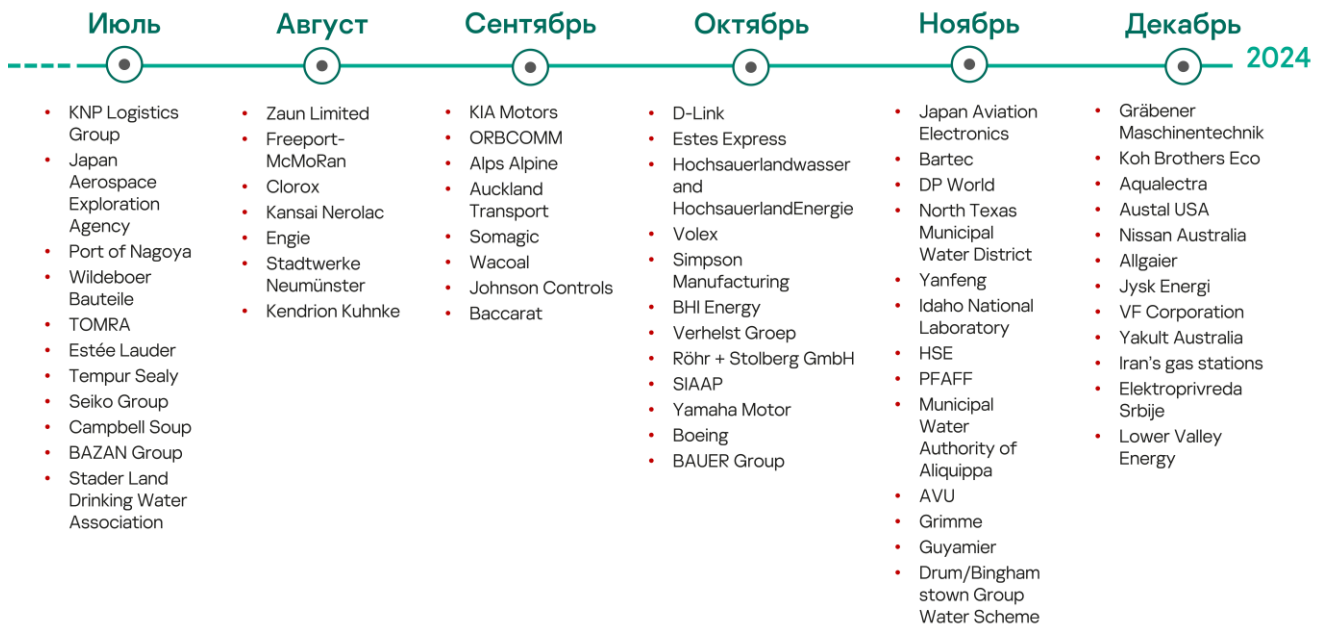 Июль
Август
Сентябрь
Октябрь
Ноябрь
Декабрь
2024
• KNP Logistics
Group
• Japan
Aerospace
Exploration
Agency
• Port of Nagoya
• Wildeboer
Bauteile
• TOMRA
• Estée Lauder
• Tempur Sealy
• Seiko Group
• Campbell Soup
• BAZAN Group
• Stader Land
Drinking Water
Association
• Zaun Limited
• Freeport-
McMoRan
• Clorox
• Kansai Nerolac
• Engie
• Stadtwerke
Neumünster
• Kendrion Kuhnke
• KIA Motors
• ORBCOMM
• Alps Alpine
• Auckland
Transport
• Somagic
• Wacoal
• Johnson Controls
• Baccarat
• D-Link
• Estes Express
• Hochsauerlandwasser
and
HochsauerlandEnergie
• Volex
• Simpson
Manufacturing
• BHI Energy
• Verhelst Groep
• Röhr + Stolberg GmbH
• SIAAP
• Yamaha Motor
• Boeing
• BAUER Group
• Japan Aviation
Electronics
• Bartec
• DP World
• North Texas
Municipal
Water District
• Yanfeng
• Idaho National
Laboratory
• HSE
• PFAFF
• Municipal
Water
Authority of
Aliquippa
• AVU
• Grimme
• Guyamier
• Drum/Bingham
stown Group
Water Scheme
• Gräbener
Maschinentechnik
• Koh Brothers Eco
• Aqualectra
• Austal USA
• Nissan Australia
• Allgaier
• Jysk Energi
• VF Corporation
• Yakult Australia
• Iran's gas stations
• Elektroprivreda
Srbije
• Lower Valley
Energy